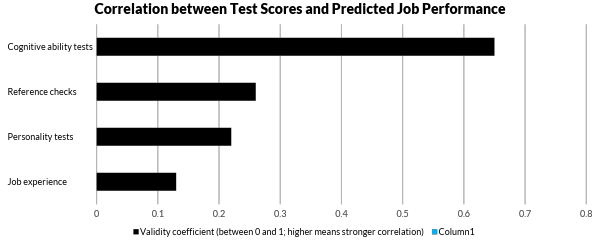 Correlation between Test Scores and Predicted Job Performance
Cognitive ability tests
Reference checks
Personality tests
Job experience
0 0.1 0.2 0.3 0.4 0.5 0.6 0.7 0.8
Validity coefficient (between 0 and 1; higher means stronger correlation) Column1